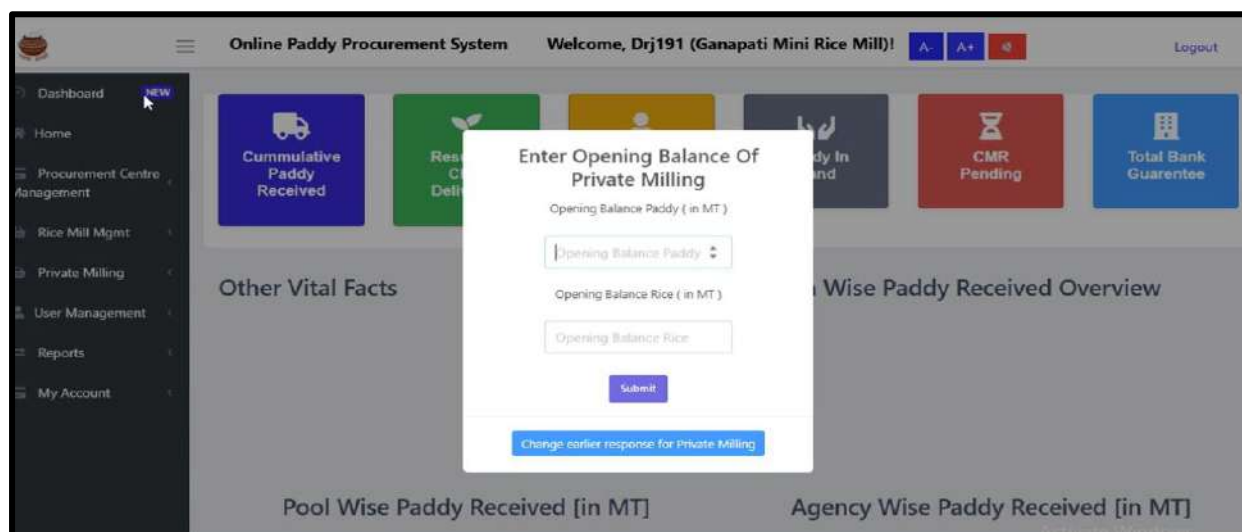 Online Paddy Procurement System Welcome, Drj191 (Ganapati Mini Rice Mill)! A- A+ Logout
Dashboard NEW
Home
Procurement Centre
Management
Rice Mill Mgmt
Private Milling
User Management
Reports
My Account
Cummulative
Paddy
Received
CMR
Pending
Total Bank
Guarentee
Enter Opening Balance Of
Private Milling
Opening Balance Paddy ( in MT )
Opening Balance Paddy
Opening Balance Rice ( in MT )
Opening Balance Rice
Submit
Change earlier response for Private Milling
Other Vital Facts
Wise Paddy Received Overview
Pool Wise Paddy Received [in MT]
Agency Wise Paddy Received [in MT]